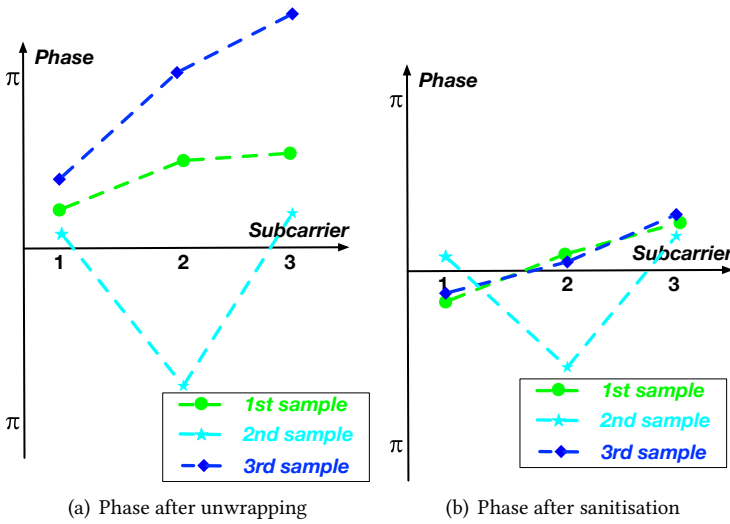 Phase
π
Subcarrier
1 2 3
π
1st sample
2nd sample
3rd sample
(a) Phase after unwrapping
Phase
π
Subcarrier
1 2 3
π
1st sample
2nd sample
3rd sample
(b) Phase after sanitisation